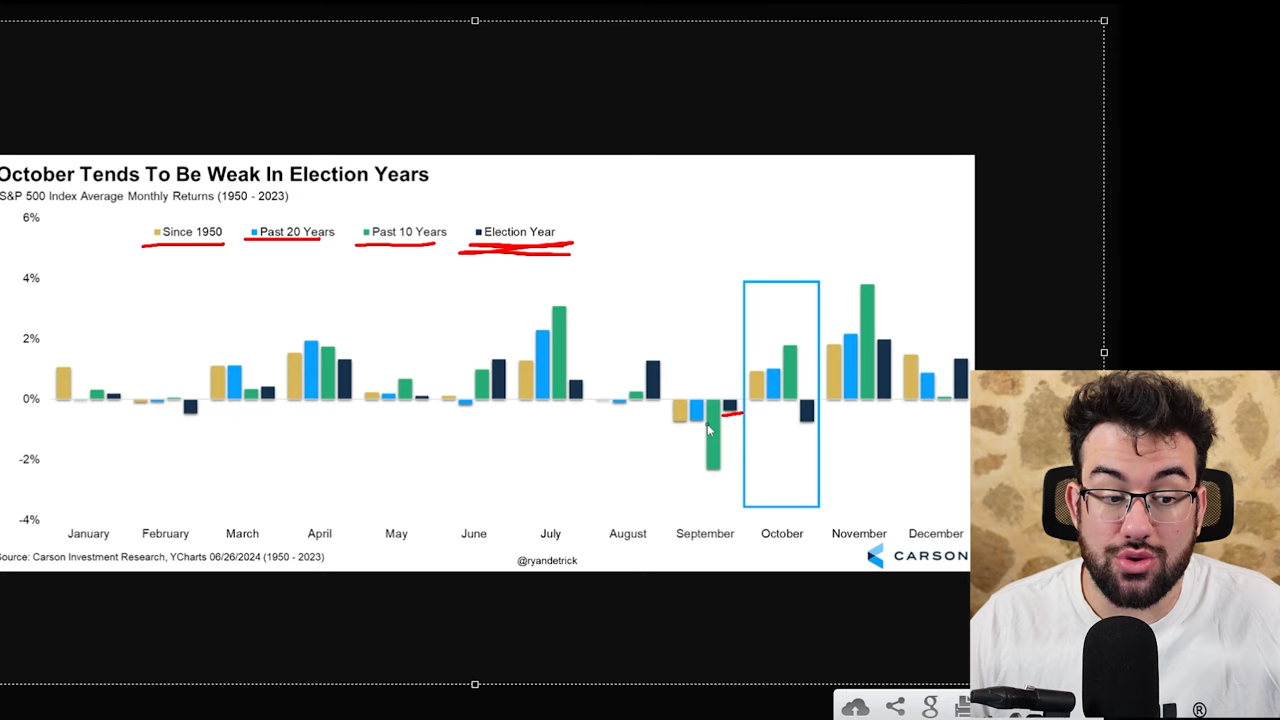 October Tends To Be Weak In Election Years
S&P 500 Index Average Monthly Returns (1950 - 2023)
6%
Since 1950 Past 20 Years Past 10 Years Election Year
4%
2%
0%
-2%
-4%
January February March April May June July August September October November December
Source: Carson Investment Research, YCharts 06/26/2024 (1950 - 2023)
@ryandetrick
CARSON
g
®